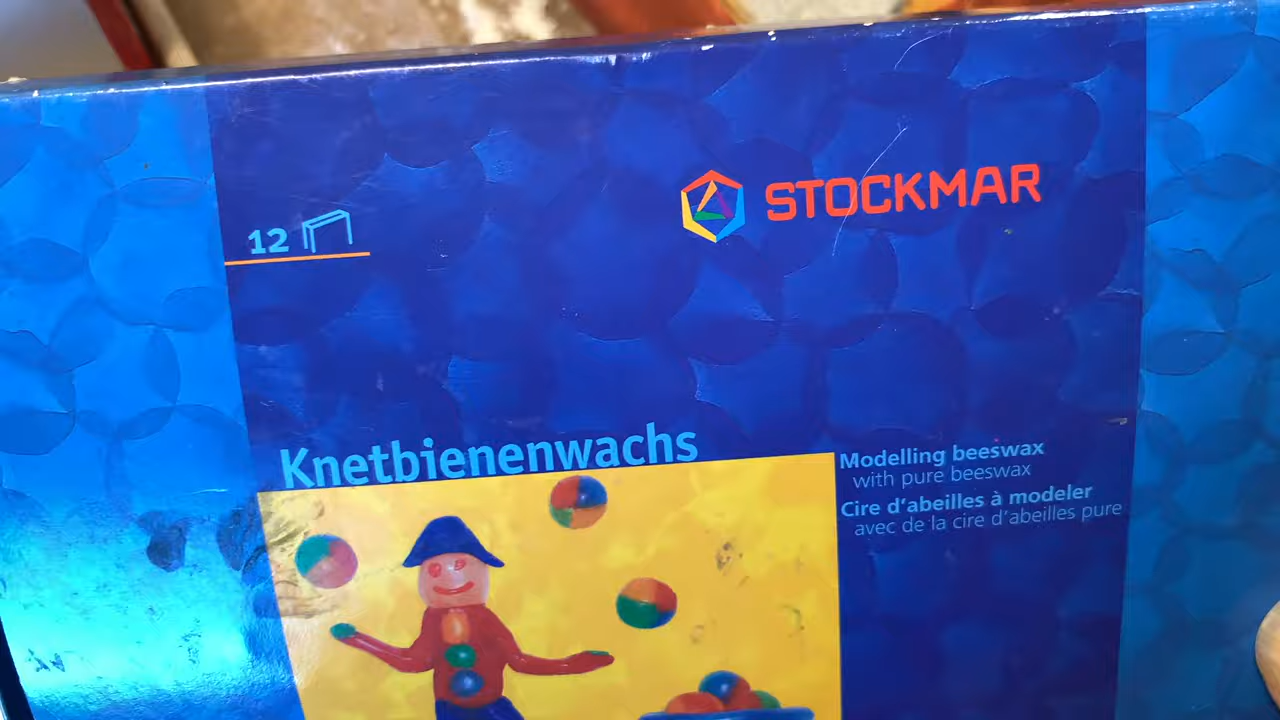 STOCKMAR
12
Knetbienenwachs
Modelling beeswax
with pure beeswax
Cire d'abeilles à modeler
avec de la cire d'abeilles pure